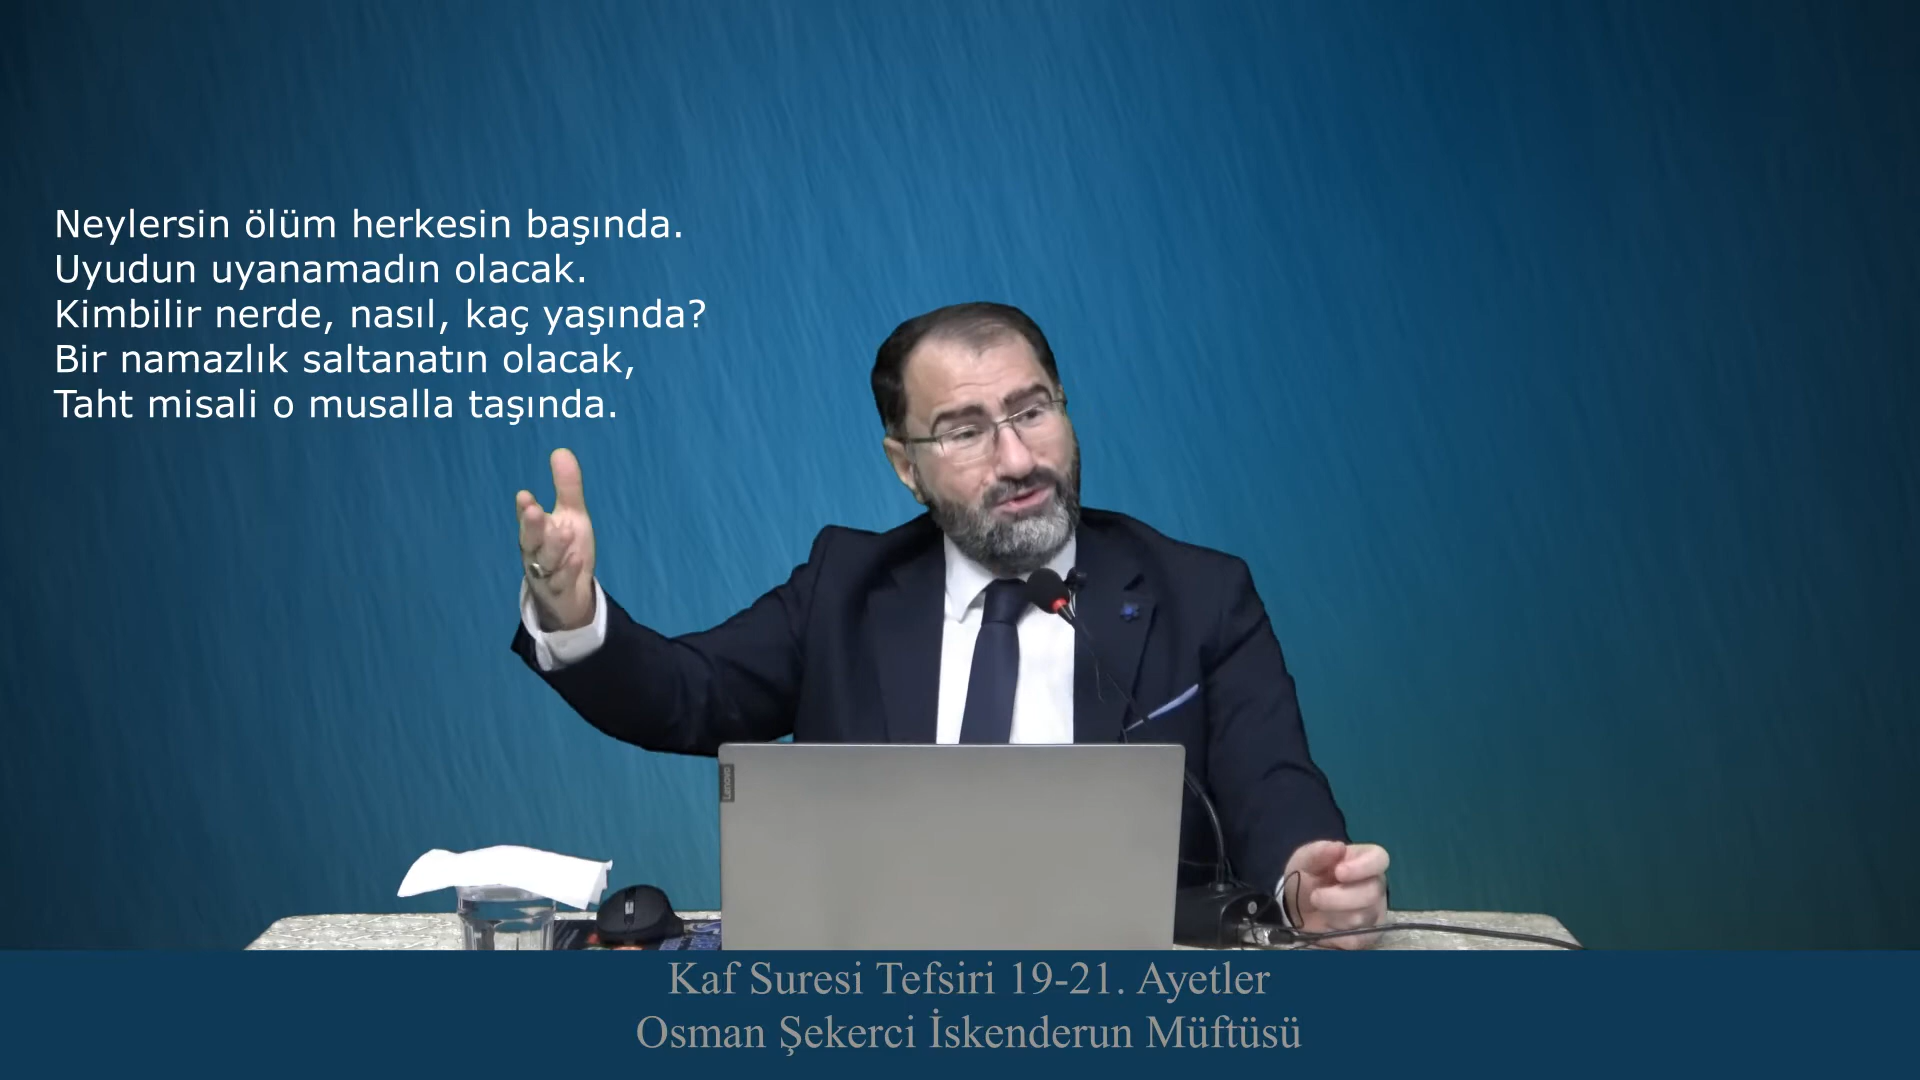 Neylersin ölüm herkesin başında.
Uyudun uyanamadın olacak.
Kimbilir nerde, nasıl, kaç yaşında?
Bir namazlık saltanatın olacak,
Taht misali o musalla taşında.
Lenovo
Kaf Suresi Tefsiri 19-21. Ayetler
Osman Şekerci İskenderun Müftüsü